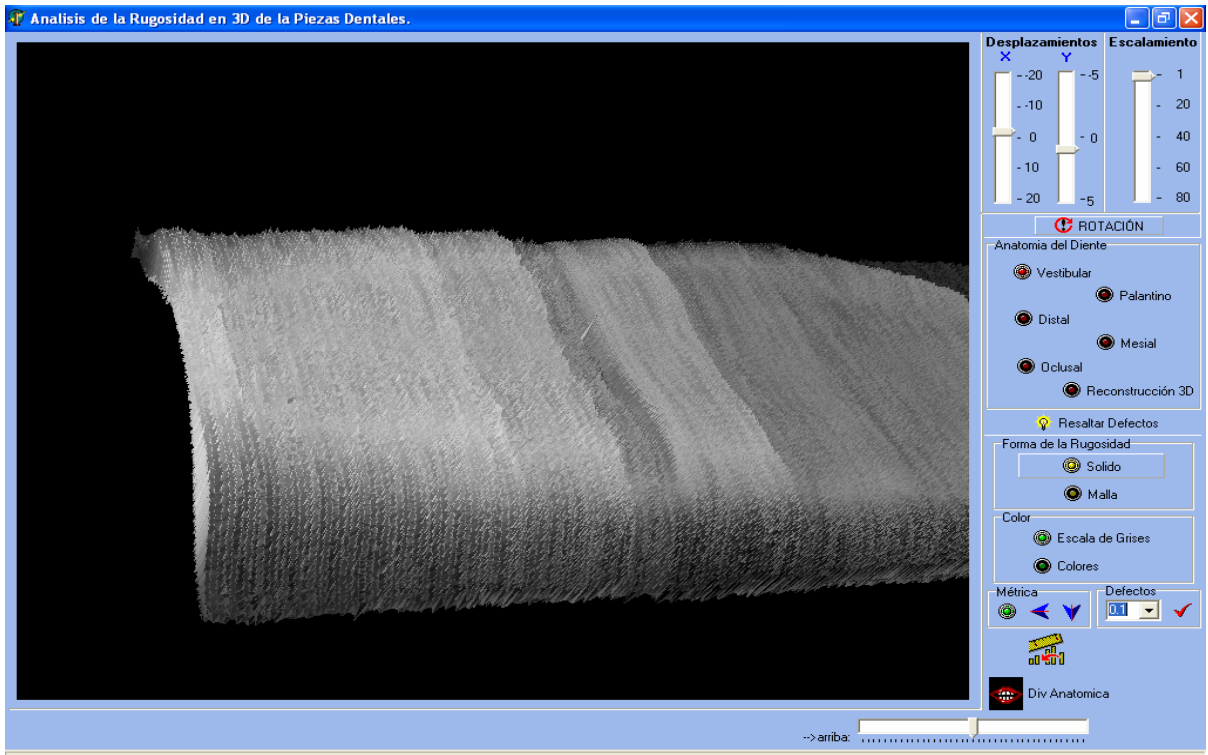 Analisis de la Rugosidad en 3D de la Piezas Dentales.
Desplazamientos Escalamiento
X Y
-20 -5 1
-10 20
0 0 40
10 60
20 5 80
ROTACIÓN
Anatomia del Diente
Vestibular
Palantino
Distal
Mesial
Oclusal
Reconstrucción 3D
Resaltar Defectos
Forma de la Rugosidad
Solido
Malla
Color
Escala de Grises
Colores
Métrica Defectos
0.1
Div Anatomica
-->arriba: